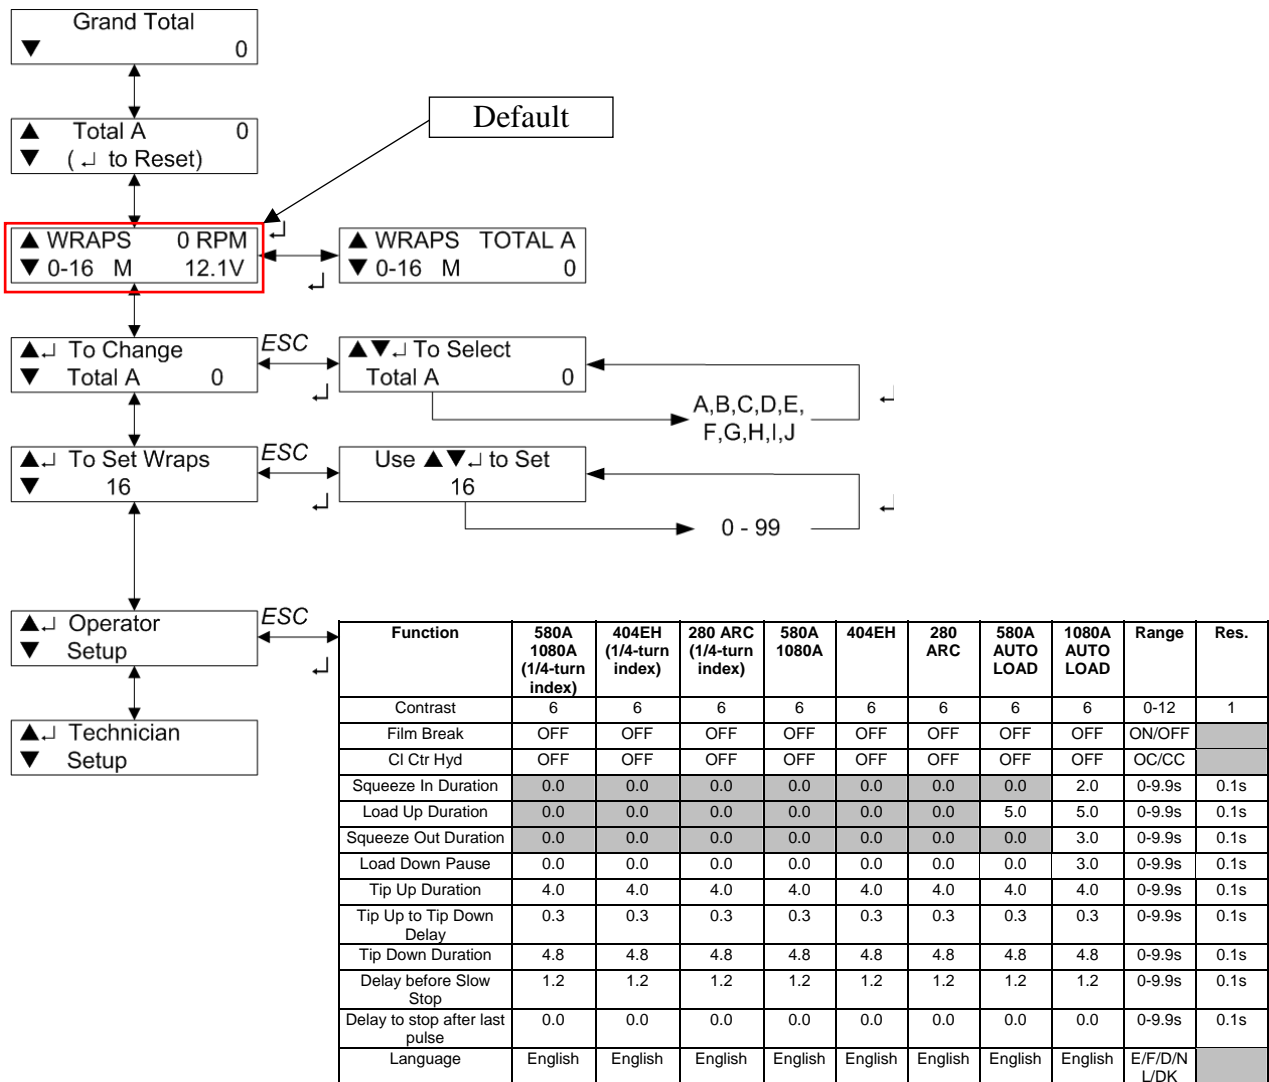 Grand Total
▼ 0
Default
▲ Total A 0
▼ ( ↵ to Reset)
▲ WRAPS 0 RPM
▼ 0-16 M 12.1V
↵
↵
▲ WRAPS TOTAL A
▼ 0-16 M 0
▲↵ To Change
▼ Total A 0
ESC
↵
▲▼↵ To Select
Total A 0
A,B,C,D,E,
F,G,H,I,J
↵
▲↵ To Set Wraps
▼ 16
ESC
↵
Use ▲▼↵ to Set
16
0 - 99
↵
▲↵ Operator
▼ Setup
ESC
↵
▲↵ Technician
▼ Setup
Function 580A 1080A (1/4-turn index) 404EH (1/4-turn index) 280 ARC (1/4-turn index) 580A 1080A 404EH 280 ARC 580A AUTO LOAD 1080A AUTO LOAD Range Res.
Contrast 6 6 6 6 6 6 6 6 0-12 1
Film Break OFF OFF OFF OFF OFF OFF OFF OFF ON/OFF
Cl Ctr Hyd OFF OFF OFF OFF OFF OFF OFF OFF OC/CC
Squeeze In Duration 0.0 0.0 0.0 0.0 0.0 0.0 0.0 2.0 0-9.9s 0.1s
Load Up Duration 0.0 0.0 0.0 0.0 0.0 0.0 5.0 5.0 0-9.9s 0.1s
Squeeze Out Duration 0.0 0.0 0.0 0.0 0.0 0.0 0.0 3.0 0-9.9s 0.1s
Load Down Pause 0.0 0.0 0.0 0.0 0.0 0.0 0.0 3.0 0-9.9s 0.1s
Tip Up Duration 4.0 4.0 4.0 4.0 4.0 4.0 4.0 4.0 0-9.9s 0.1s
Tip Up to Tip Down Delay 0.3 0.3 0.3 0.3 0.3 0.3 0.3 0.3 0-9.9s 0.1s
Tip Down Duration 4.8 4.8 4.8 4.8 4.8 4.8 4.8 4.8 0-9.9s 0.1s
Delay before Slow Stop 1.2 1.2 1.2 1.2 1.2 1.2 1.2 1.2 0-9.9s 0.1s
Delay to stop after last pulse 0.0 0.0 0.0 0.0 0.0 0.0 0.0 0.0 0-9.9s 0.1s
Language English English English English English English English English E/F/D/N L/DK